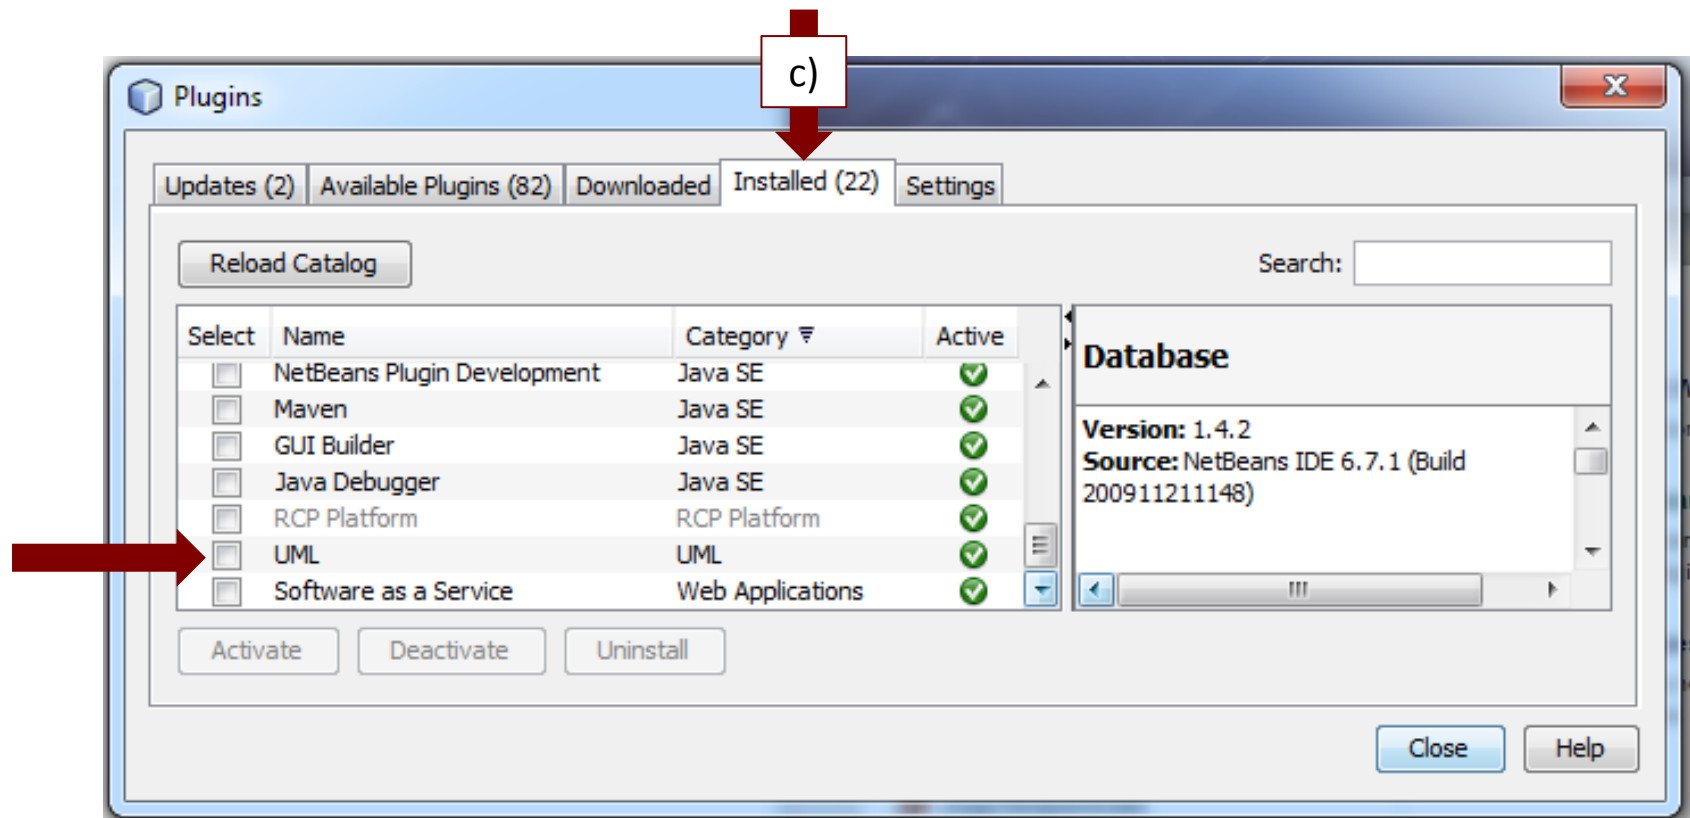 c)
Plugins
Updates (2) Available Plugins (82) Downloaded Installed (22) Settings
Reload Catalog Search:
Select Name Category Active
NetBeans Plugin Development Java SE
Maven Java SE
GUI Builder Java SE
Java Debugger Java SE
RCP Platform RCP Platform
UML UML
Software as a Service Web Applications
Database
Version: 1.4.2
Source: NetBeans IDE 6.7.1 (Build
200911211148)
Activate Deactivate Uninstall
Close Help